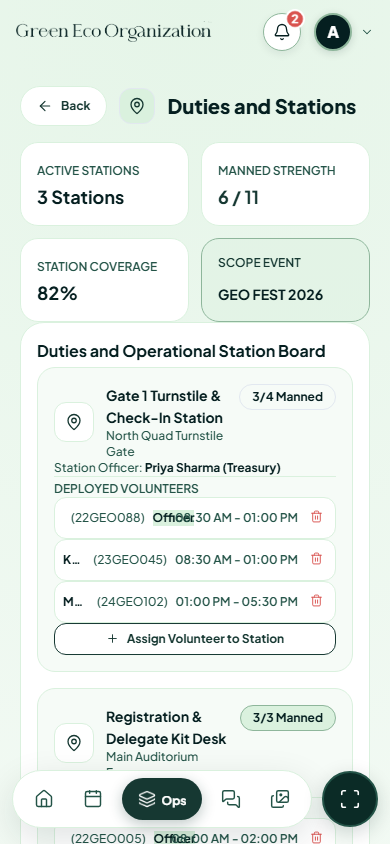 Green Eco Organization
2
A
Back
Duties and Stations
ACTIVE STATIONS
3 Stations
MANNED STRENGTH
6 / 11
STATION COVERAGE
82%
SCOPE EVENT
GEO FEST 2026
Duties and Operational Station Board
Gate 1 Turnstile &
Check-In Station
3/4 Manned
North Quad Turnstile
Gate
Station Officer: Priya Sharma (Treasury)
DEPLOYED VOLUNTEERS
(22GEO088) Officer :30 AM – 01:00 PM
K... (23GEO045) 08:30 AM – 01:00 PM
M... (24GEO102) 01:00 PM – 05:30 PM
+ Assign Volunteer to Station
Registration &
Delegate Kit Desk
3/3 Manned
Main Auditorium
Ops
(22GEO005) Officer :00 AM – 02:00 PM